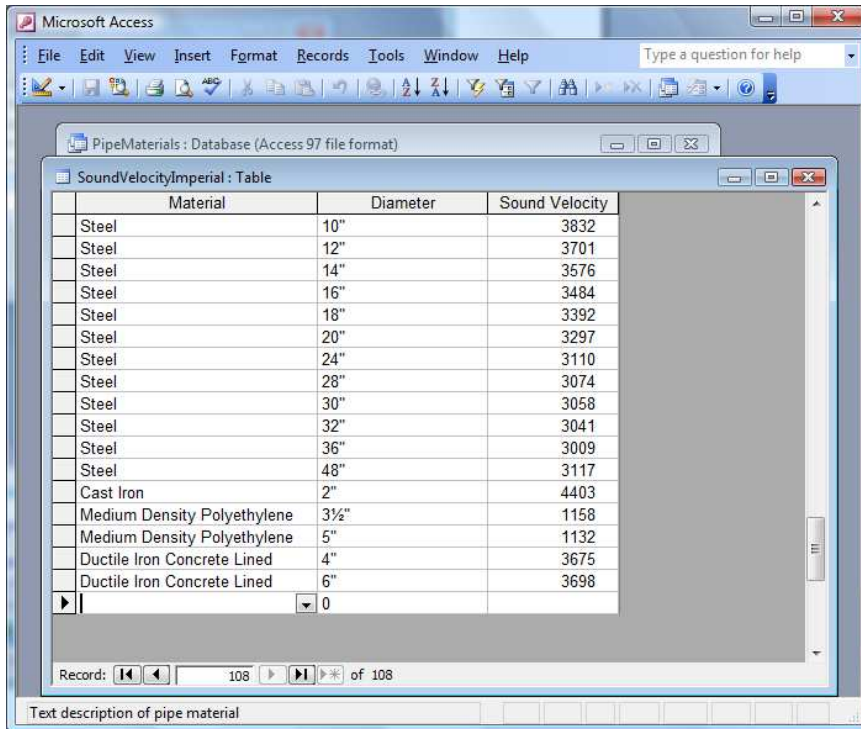 Microsoft Access
File Edit View Insert Format Records Tools Window Help Type a question for help
PipeMaterials : Database (Access 97 file format)
SoundVelocityImperial : Table
Material Diameter Sound Velocity
Steel 10" 3832
Steel 12" 3701
Steel 14" 3576
Steel 16" 3484
Steel 18" 3392
Steel 20" 3297
Steel 24" 3110
Steel 28" 3074
Steel 30" 3058
Steel 32" 3041
Steel 36" 3009
Steel 48" 3117
Cast Iron 2" 4403
Medium Density Polyethylene 3½" 1158
Medium Density Polyethylene 5" 1132
Ductile Iron Concrete Lined 4" 3675
Ductile Iron Concrete Lined 6" 3698
0
Record: 108 of 108
Text description of pipe material